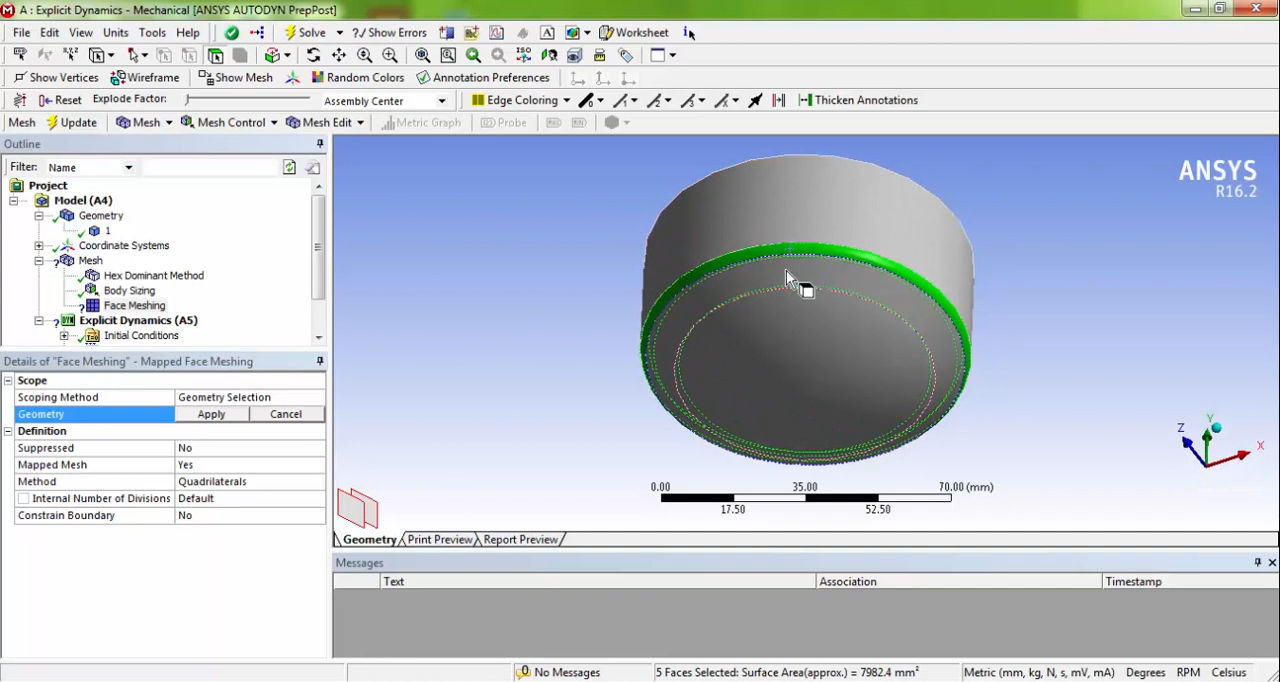 A : Explicit Dynamics - Mechanical [ANSYS AUTODYN PrepPost]
File Edit View Units Tools Help Solve ?/ Show Errors Worksheet
Show Vertices Wireframe Show Mesh Random Colors Annotation Preferences
Reset Explode Factor: Assembly Center Edge Coloring Thicken Annotations
Mesh Update Mesh Mesh Control Mesh Edit Metric Graph Probe
Outline
Filter: Name
Project
Model (A4)
Geometry
1
Coordinate Systems
Mesh
Hex Dominant Method
Body Sizing
Face Meshing
Explicit Dynamics (A5)
Initial Conditions
Details of "Face Meshing" - Mapped Face Meshing
Scope
Scoping Method Geometry Selection
Geometry Apply Cancel
Definition
Suppressed No
Mapped Mesh Yes
Method Quadrilaterals
Internal Number of Divisions Default
Constrain Boundary No
ANSYS
R16.2
Y
Z
X
0.00 35.00 70.00 (mm)
17.50 52.50
Geometry Print Preview Report Preview
Messages
Text Association Timestamp
0 No Messages 5 Faces Selected: Surface Area(approx.) = 7982.4 mm² Metric (mm, kg, N, s, mV, mA) Degrees RPM Celsius